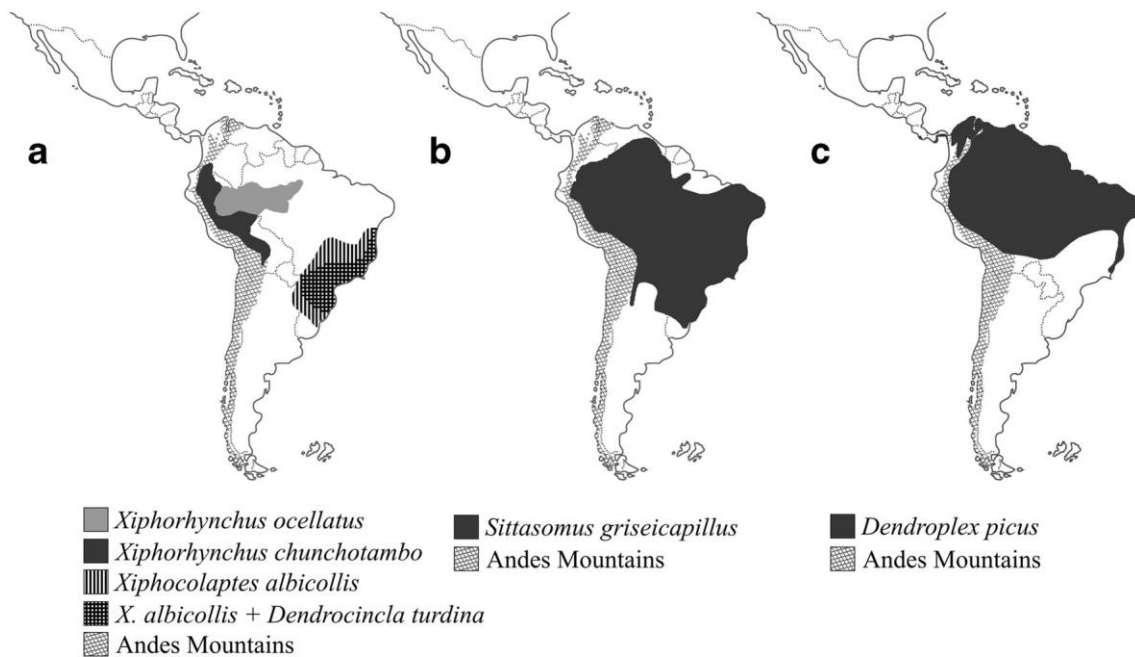 a
b
c
Xiphorhynchus ocellatus
Xiphorhynchus chunchotambo
Xiphocolaptes albicollis
X. albicollis + Dendrocincla turdina
Andes Mountains
Sittasomus griseicapillus
Andes Mountains
Dendroplex picus
Andes Mountains